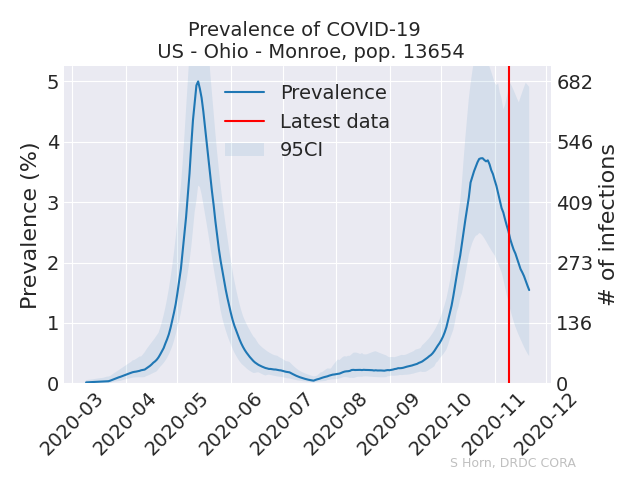 Prevalence of COVID-19
US - Ohio - Monroe, pop. 13654
Prevalence
Latest data
95CI
Prevalence (%)
5
4
3
2
1
0
682
546
409
273
136
0
# of infections
2020-03
2020-04
2020-05
2020-06
2020-07
2020-08
2020-09
2020-10
2020-11
2020-12
S Horn, DRDC CORA